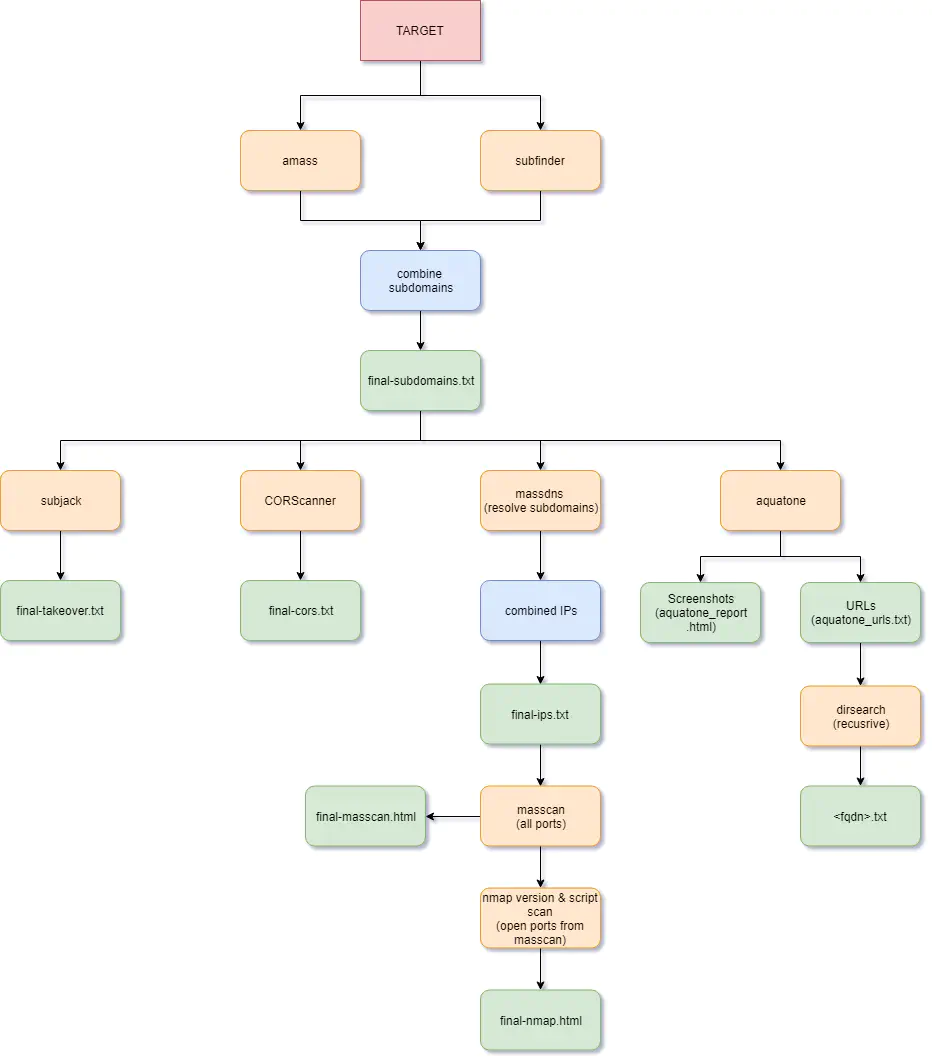 TARGET
amass
subfinder
combine
subdomains
final-subdomains.txt
subjack
CORScanner
massdns
(resolve subdomains)
aquatone
final-takeover.txt
final-cors.txt
combined IPs
Screenshots
(aquatone_report
.html)
URLs
(aquatone_urls.txt)
final-ips.txt
dirsearch
(recusrive)
final-masscan.html
masscan
(all ports)
<fqdn>.txt
nmap version & script
scan
(open ports from
masscan)
final-nmap.html